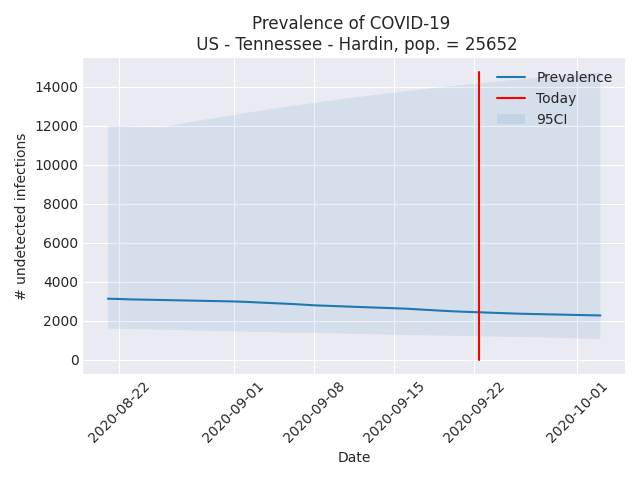 Prevalence of COVID-19
US - Tennessee - Hardin, pop. = 25652
Prevalence
Today
95CI
14000
12000
10000
8000
6000
4000
2000
0
# undetected infections
2020-08-22
2020-09-01
2020-09-08
2020-09-15
2020-09-22
2020-10-01
Date